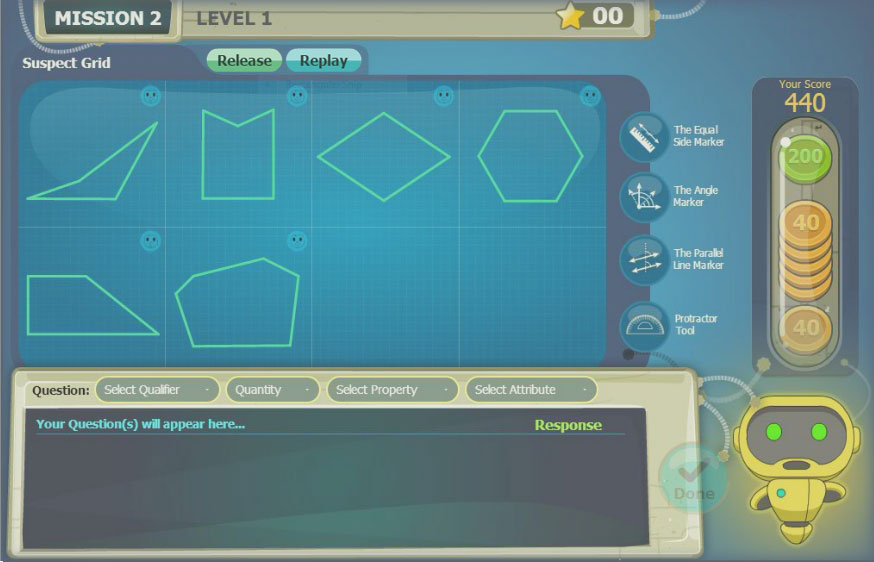 MISSION 2
LEVEL 1
00
Suspect Grid
Release
Replay
Your Score
440
The Equal
Side Marker
200
The Angle
Marker
40
The Parallel
Line Marker
Protractor
Tool
40
Question:
Select Qualifier
Quantity
Select Property
Select Attribute
Your Question(s) will appear here...
Response
Done